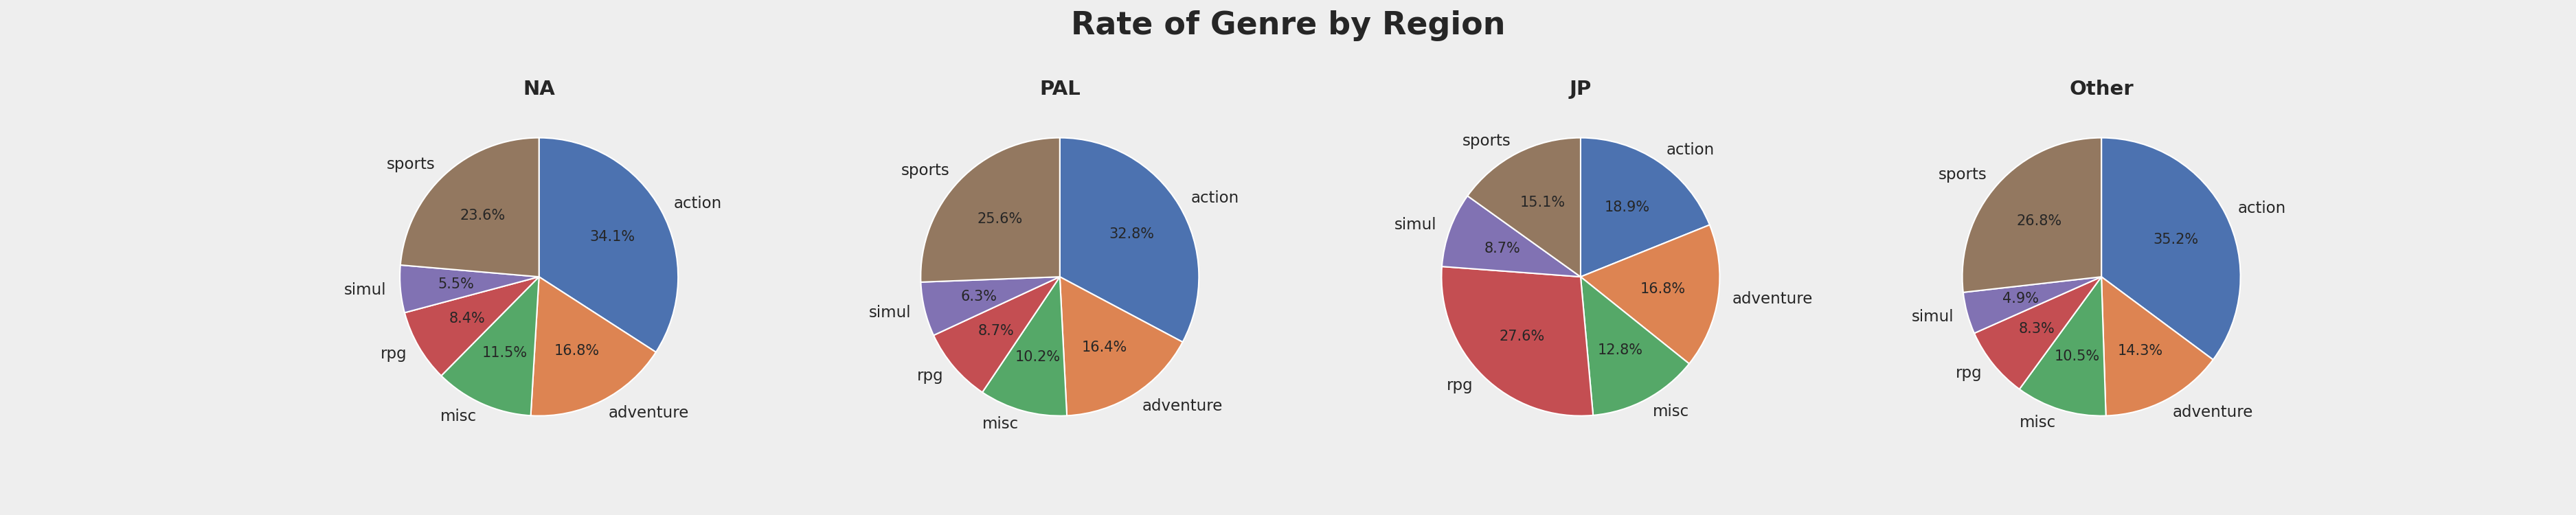 Rate of Genre by Region
NA
sports
action
23.6%
34.1%
simul
5.5%
8.4%
rpg
11.5%
16.8%
misc
adventure
PAL
sports
action
25.6%
32.8%
simul
6.3%
8.7%
rpg
10.2%
16.4%
misc
adventure
JP
sports
action
15.1%
18.9%
simul
8.7%
16.8%
adventure
27.6%
12.8%
rpg
misc
Other
sports
action
26.8%
35.2%
simul
4.9%
8.3%
rpg
10.5%
14.3%
misc
adventure